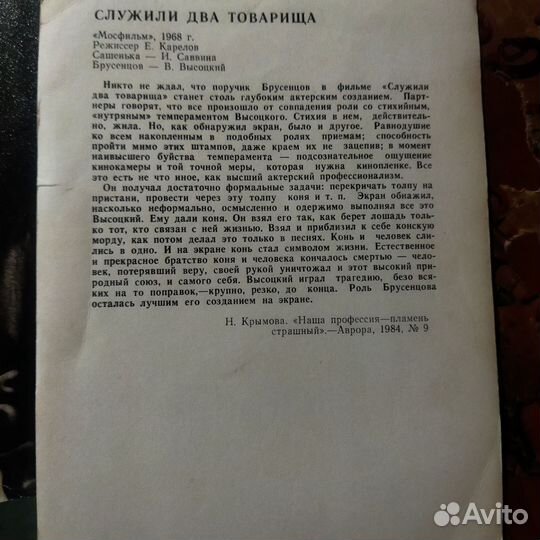 СЛУЖИЛИ ДВА ТОВАРИЩА
«Мосфильм», 1968 г.
Режиссер Е. Карелов
Сашенька — И. Саввина
Брусенцов — В. Высоцкий
Никто не ждал, что поручик Брусенцов в фильме «Служили
два товарища» станет столь глубоким актерским созданием. Парт-
неры говорят, что все произошло от совпадения роли со стихийным,
«нутряным» темпераментом Высоцкого. Стихия в нем, действитель-
но, жила. Но, как обнаружил экран, было и другое. Равнодушие
ко всем накопленным в подобных ролях приемам; способность
пройти мимо этих штампов, даже краем их не зацепив; в момент
наивысшего буйства темперамента — подсознательное ощущение
кинокамеры и той точной меры, которая нужна кинопленке. Все
это есть не что иное, как высший актерский профессионализм.
Он получал достаточно формальные задачи: перекричать толпу на
пристани, провести через эту толпу коня и т. п. Экран обнажил,
насколько неформально, осмысленно и одержимо выполнял все это
Высоцкий. Ему дали коня. Он взял его так, как берет лошадь только
тот, кто связан с ней жизнью. Взял и приблизил к себе конскую
морду, как потом делал это только в песнях. Конь и человек сли-
лись в одно. И на экране конь стал символом жизни. Естественное
и прекрасное братство коня и человека кончалось смертью — чело-
век, потерявший веру, своей рукой уничтожал и этот высокий при-
родный союз, и самого себя. Высоцкий играл трагедию, безо вся-
ких на то поправок,—крупно, резко, до конца. Роль Брусенцова
осталась лучшим его созданием на экране.
Н. Крымова. «Наша профессия—пламень
страшный».—Аврора, 1984, № 9
Avito